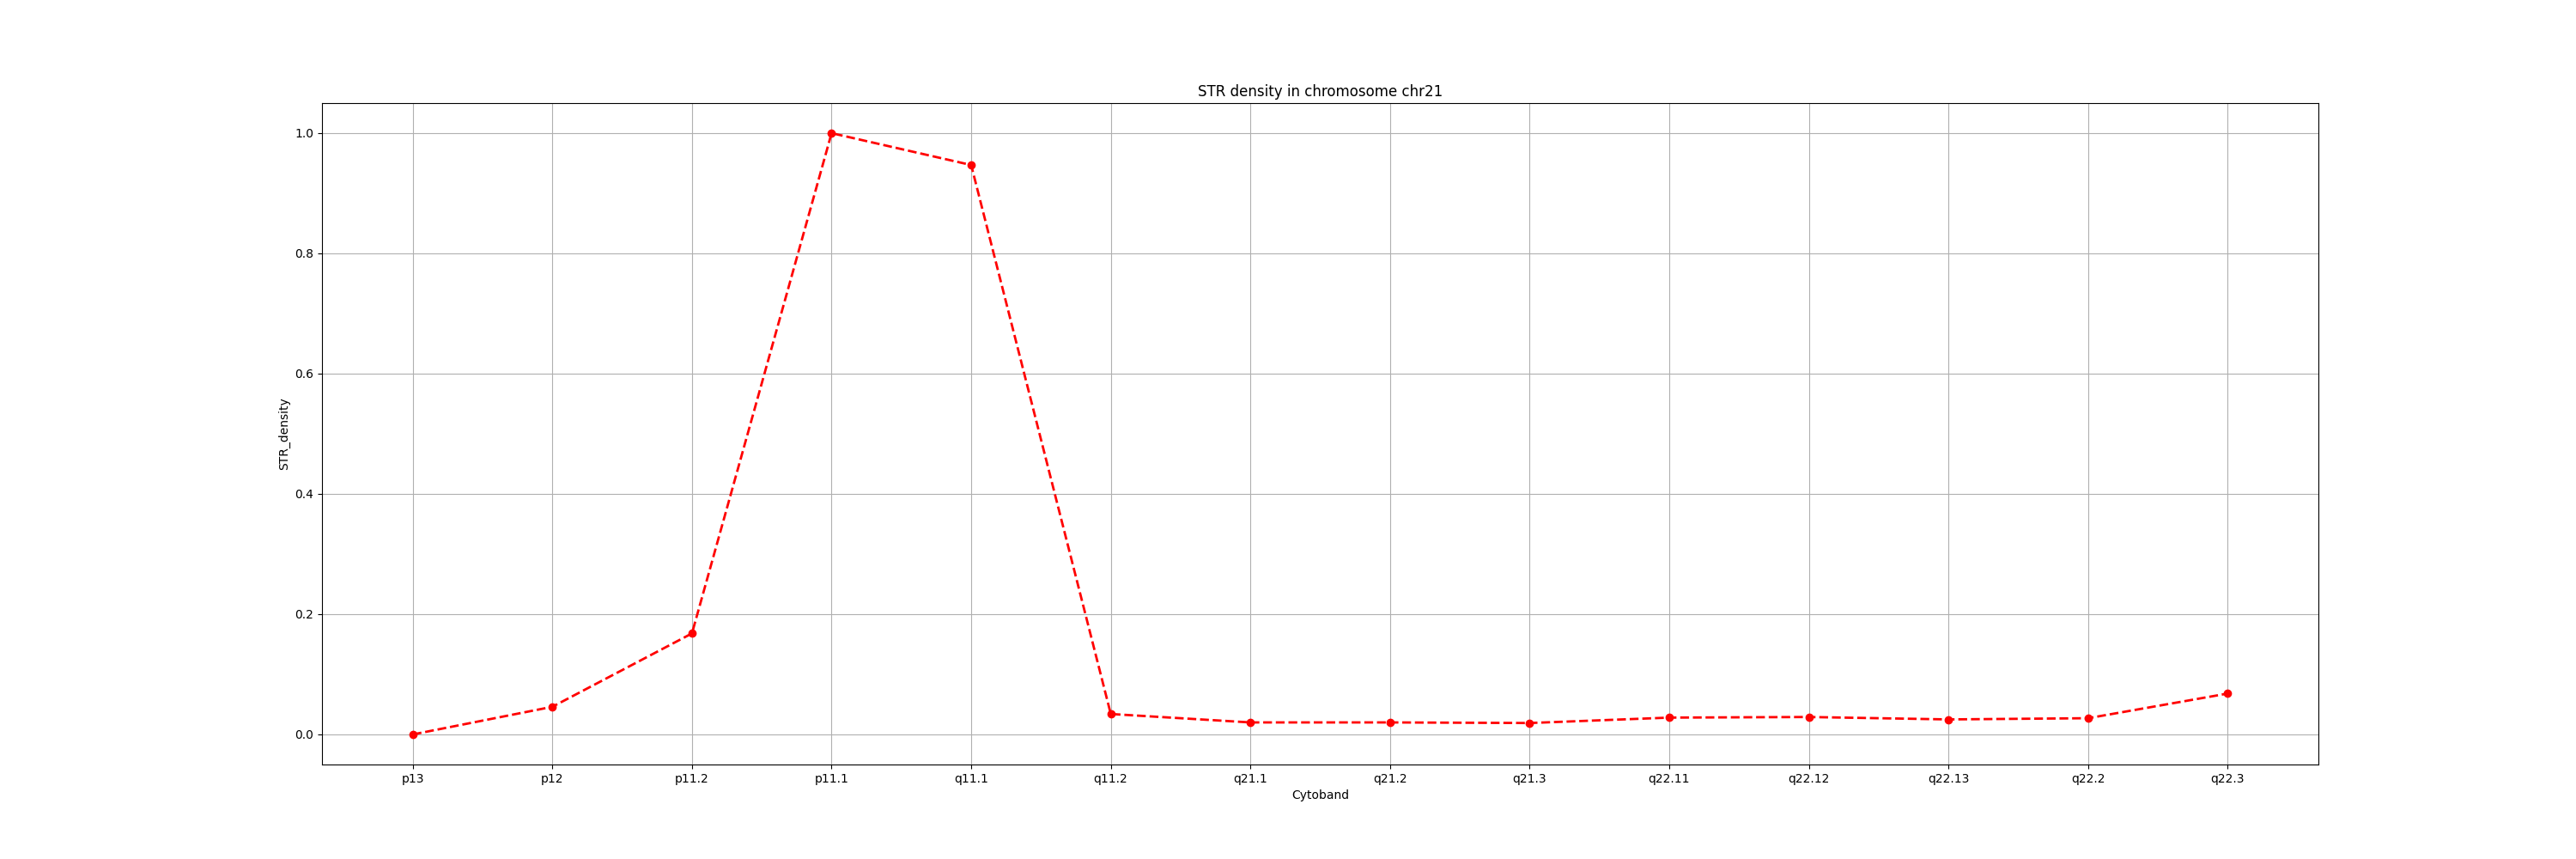 STR density in chromosome chr21
1.0
0.8
0.6
0.4
0.2
0.0
STR_density
p13 p12 p11.2 p11.1 q11.1 q11.2 q21.1 q21.2 q21.3 q22.11 q22.12 q22.13 q22.2 q22.3
Cytoband